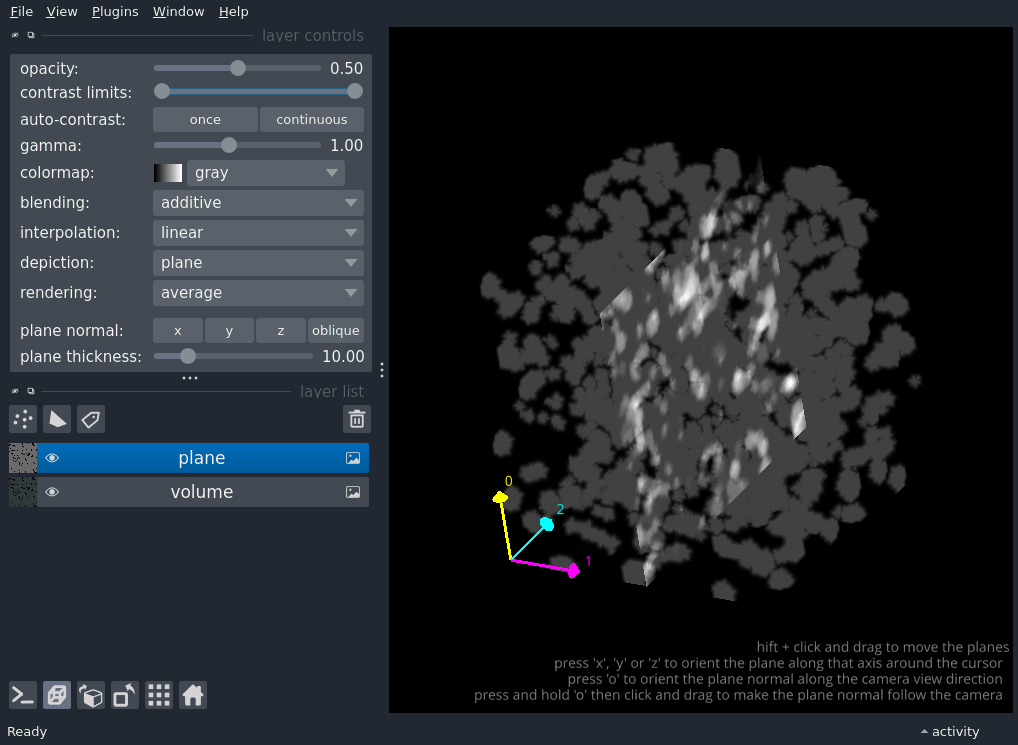 File View Plugins Window Help
layer controls
opacity: 0.50
contrast limits:
auto-contrast: once continuous
gamma: 1.00
colormap: gray
blending: additive
interpolation: linear
depiction: plane
rendering: average
plane normal: x y z oblique
plane thickness: 10.00
layer list
plane
volume
0
2
1
hift + click and drag to move the planes
press 'x', 'y' or 'z' to orient the plane along that axis around the cursor
press 'o' to orient the plane normal along the camera view direction
press and hold 'o' then click and drag to make the plane normal follow the camera
Ready activity